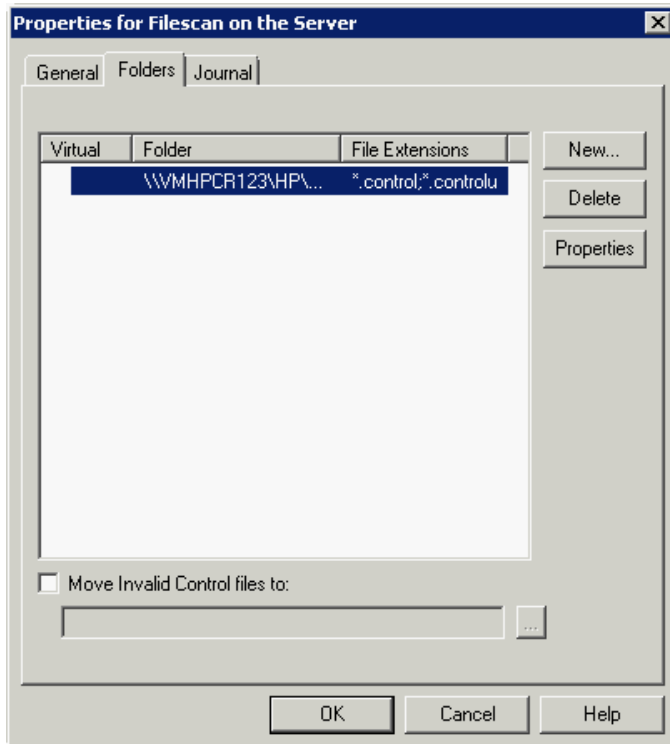 Properties for Filescan on the Server
General Folders Journal
Virtual Folder File Extensions
\\VMHPCR123\HP\... *.control;*.controlu
New...
Delete
Properties
Move Invalid Control files to:
...
OK Cancel Help